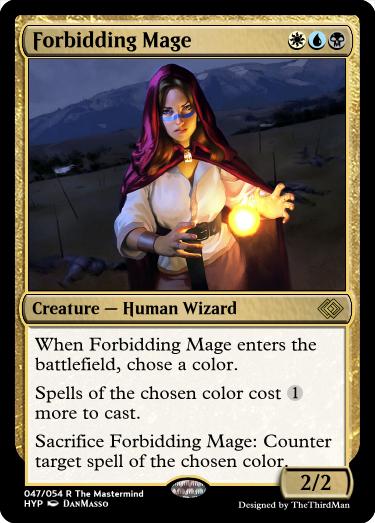 Forbidding Mage
Creature — Human Wizard
When Forbidding Mage enters the
battlefield, chose a color.
Spells of the chosen color cost 1
more to cast.
Sacrifice Forbidding Mage: Counter
target spell of the chosen color.
2/2
047/054 R The Mastermind
HYP DanMasso
Designed by TheThirdMan